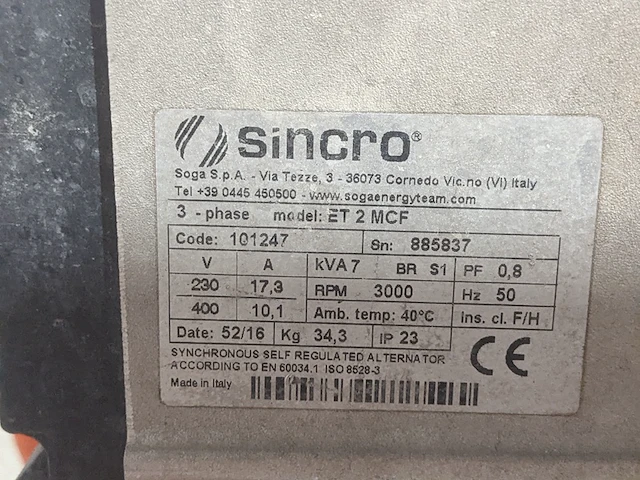 sincro®
Soga S.p.A. - Via Tezze, 3 - 36073 Cornedo Vic.no (VI) Italy
Tel +39 0445 450500 - www.sogaenergyteam.com
3 - phase model: ET 2 MCF
Code: 101247 Sn: 885837
V A kVA 7 BR S1 PF 0,8
230 17,3 RPM 3000 Hz 50
400 10,1 Amb. temp: 40°C ins. cl. F/H
Date: 52/16 Kg 34,3 IP 23
SYNCHRONOUS SELF REGULATED ALTERNATOR
ACCORDING TO EN 60034.1 ISO 8528-3
CE
Made in Italy